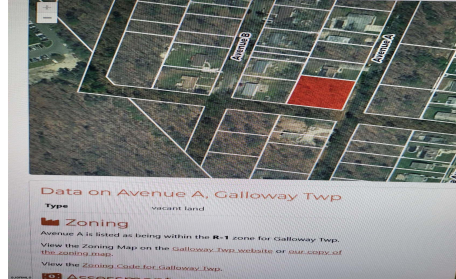 Avenue B
Avenue A
Data on Avenue A, Galloway Twp
Type vacant land
Zoning
Avenue A is listed as being within the R-1 zone for Galloway Twp.
View the Zoning Map on the Galloway Twp website or our copy of
the zoning map.
View the Zoning Code for Galloway Twp.